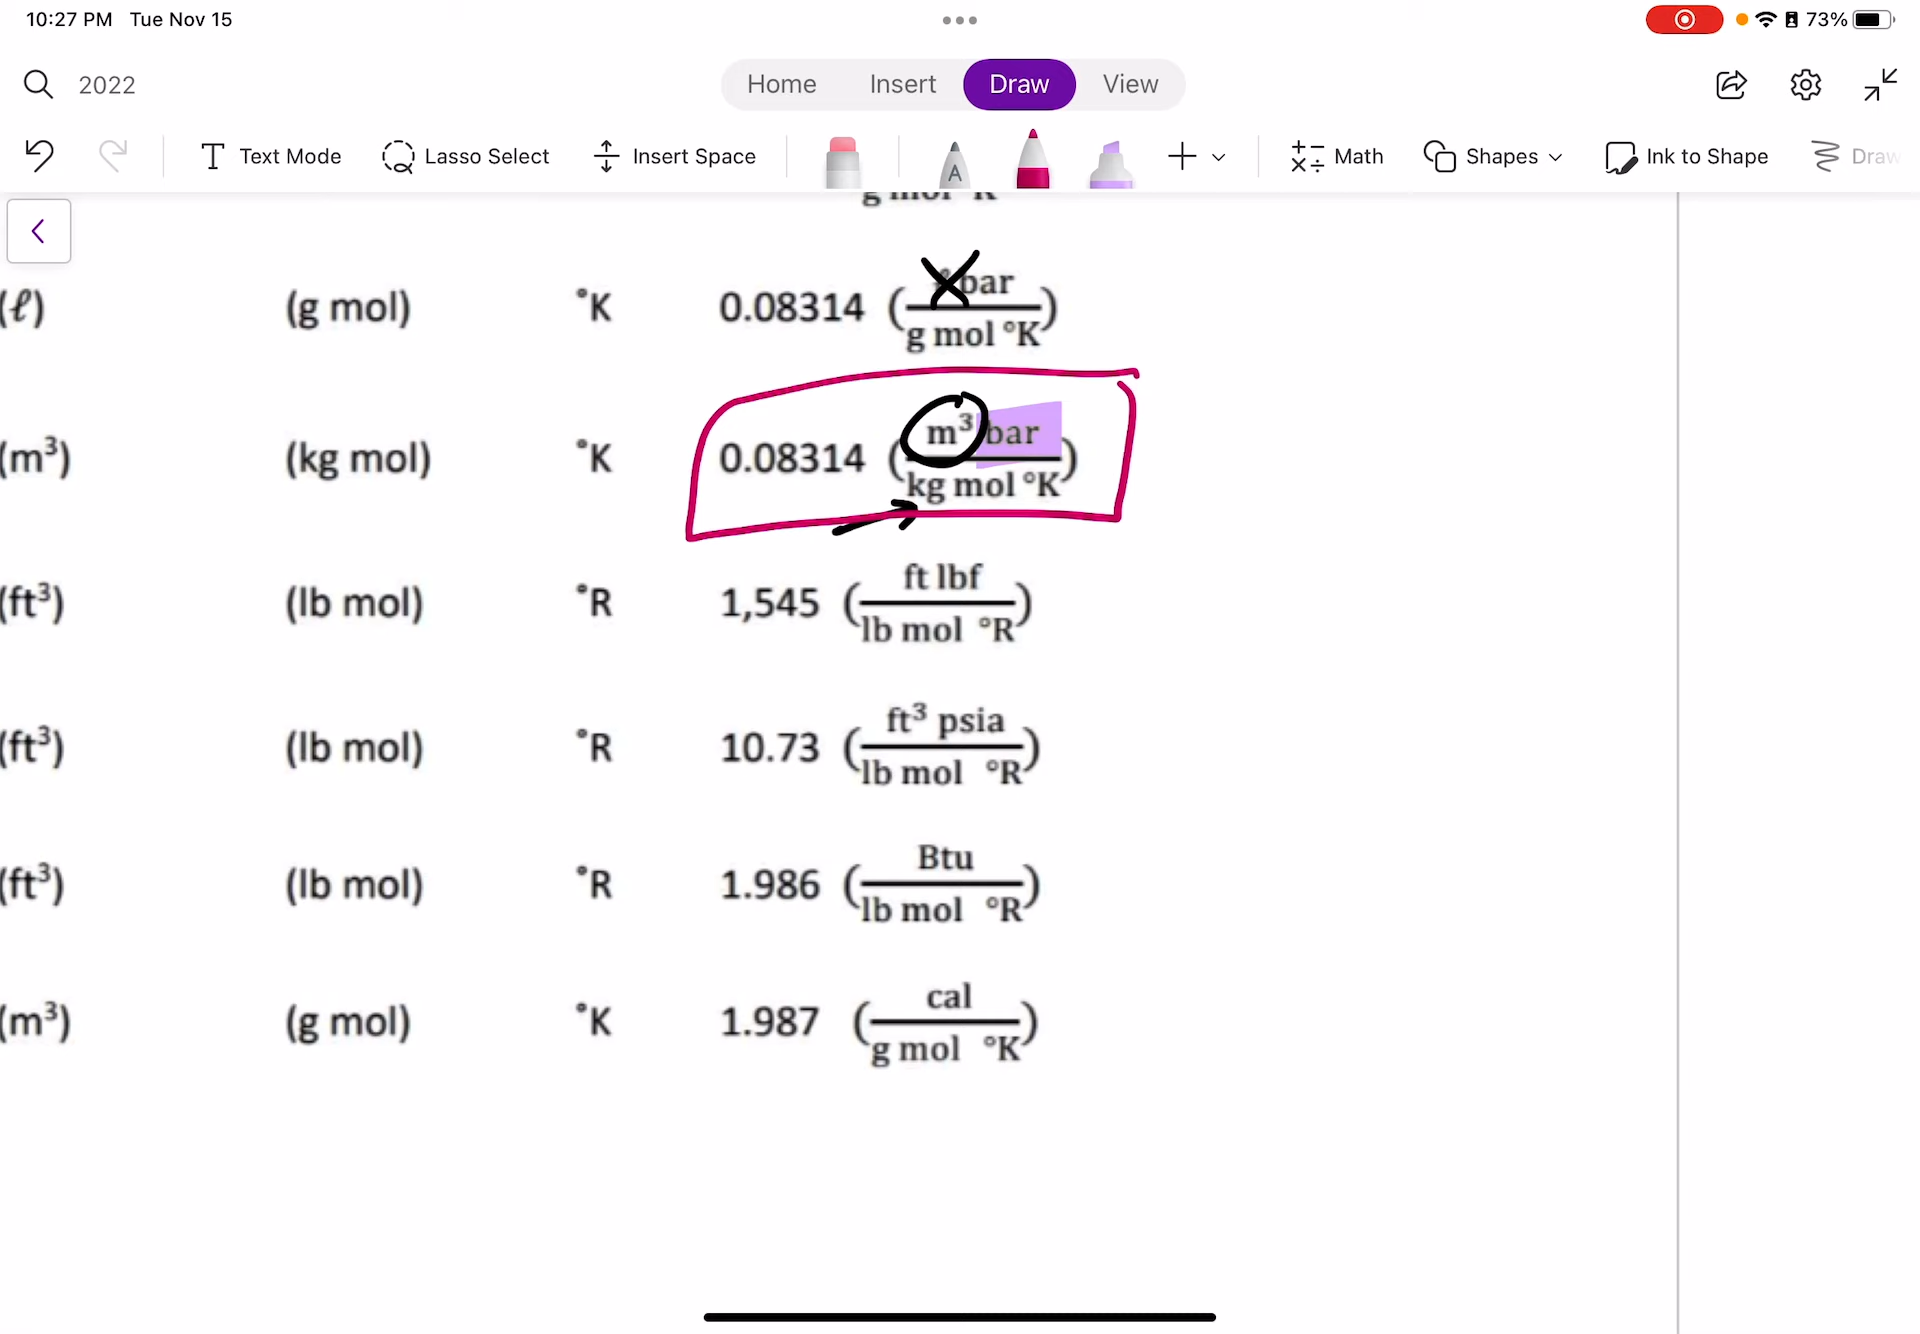 10:27 PM Tue Nov 15
73%
2022
Home Insert Draw View
Text Mode Lasso Select Insert Space A Math Shapes Ink to Shape Draw
(ℓ) (g mol) °K 0.08314 (bar / g mol °K)
(m³) (kg mol) °K 0.08314 (m³ bar / kg mol °K)
(ft³) (lb mol) °R 1,545 (ft lbf / lb mol °R)
(ft³) (lb mol) °R 10.73 (ft³ psia / lb mol °R)
(ft³) (lb mol) °R 1.986 (Btu / lb mol °R)
(m³) (g mol) °K 1.987 (cal / g mol °K)